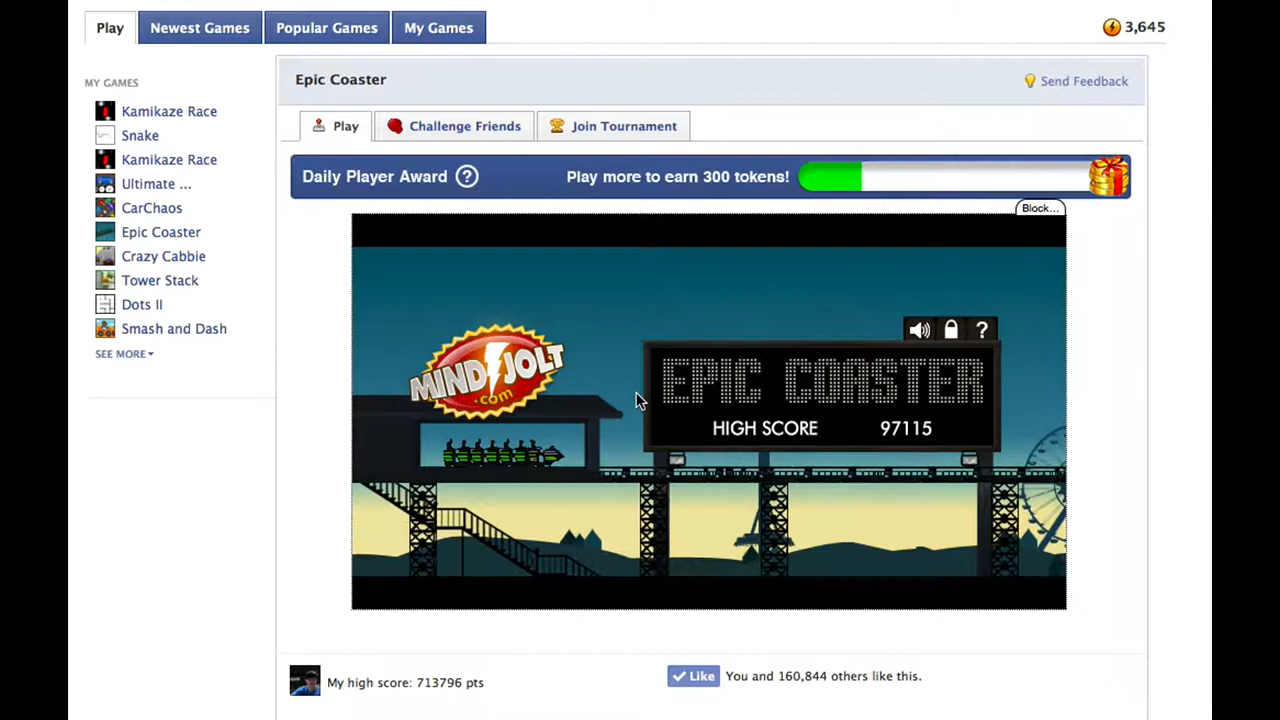 Play
Newest Games
Popular Games
My Games
3,645
MY GAMES
Kamikaze Race
Snake
Kamikaze Race
Ultimate ...
CarChaos
Epic Coaster
Crazy Cabbie
Tower Stack
Dots II
Smash and Dash
SEE MORE
Epic Coaster
Send Feedback
Play
Challenge Friends
Join Tournament
Daily Player Award ?
Play more to earn 300 tokens!
Block...
MINDJOLT
.com
?
EPIC COASTER
HIGH SCORE 97115
My high score: 713796 pts
Like
You and 160,844 others like this.